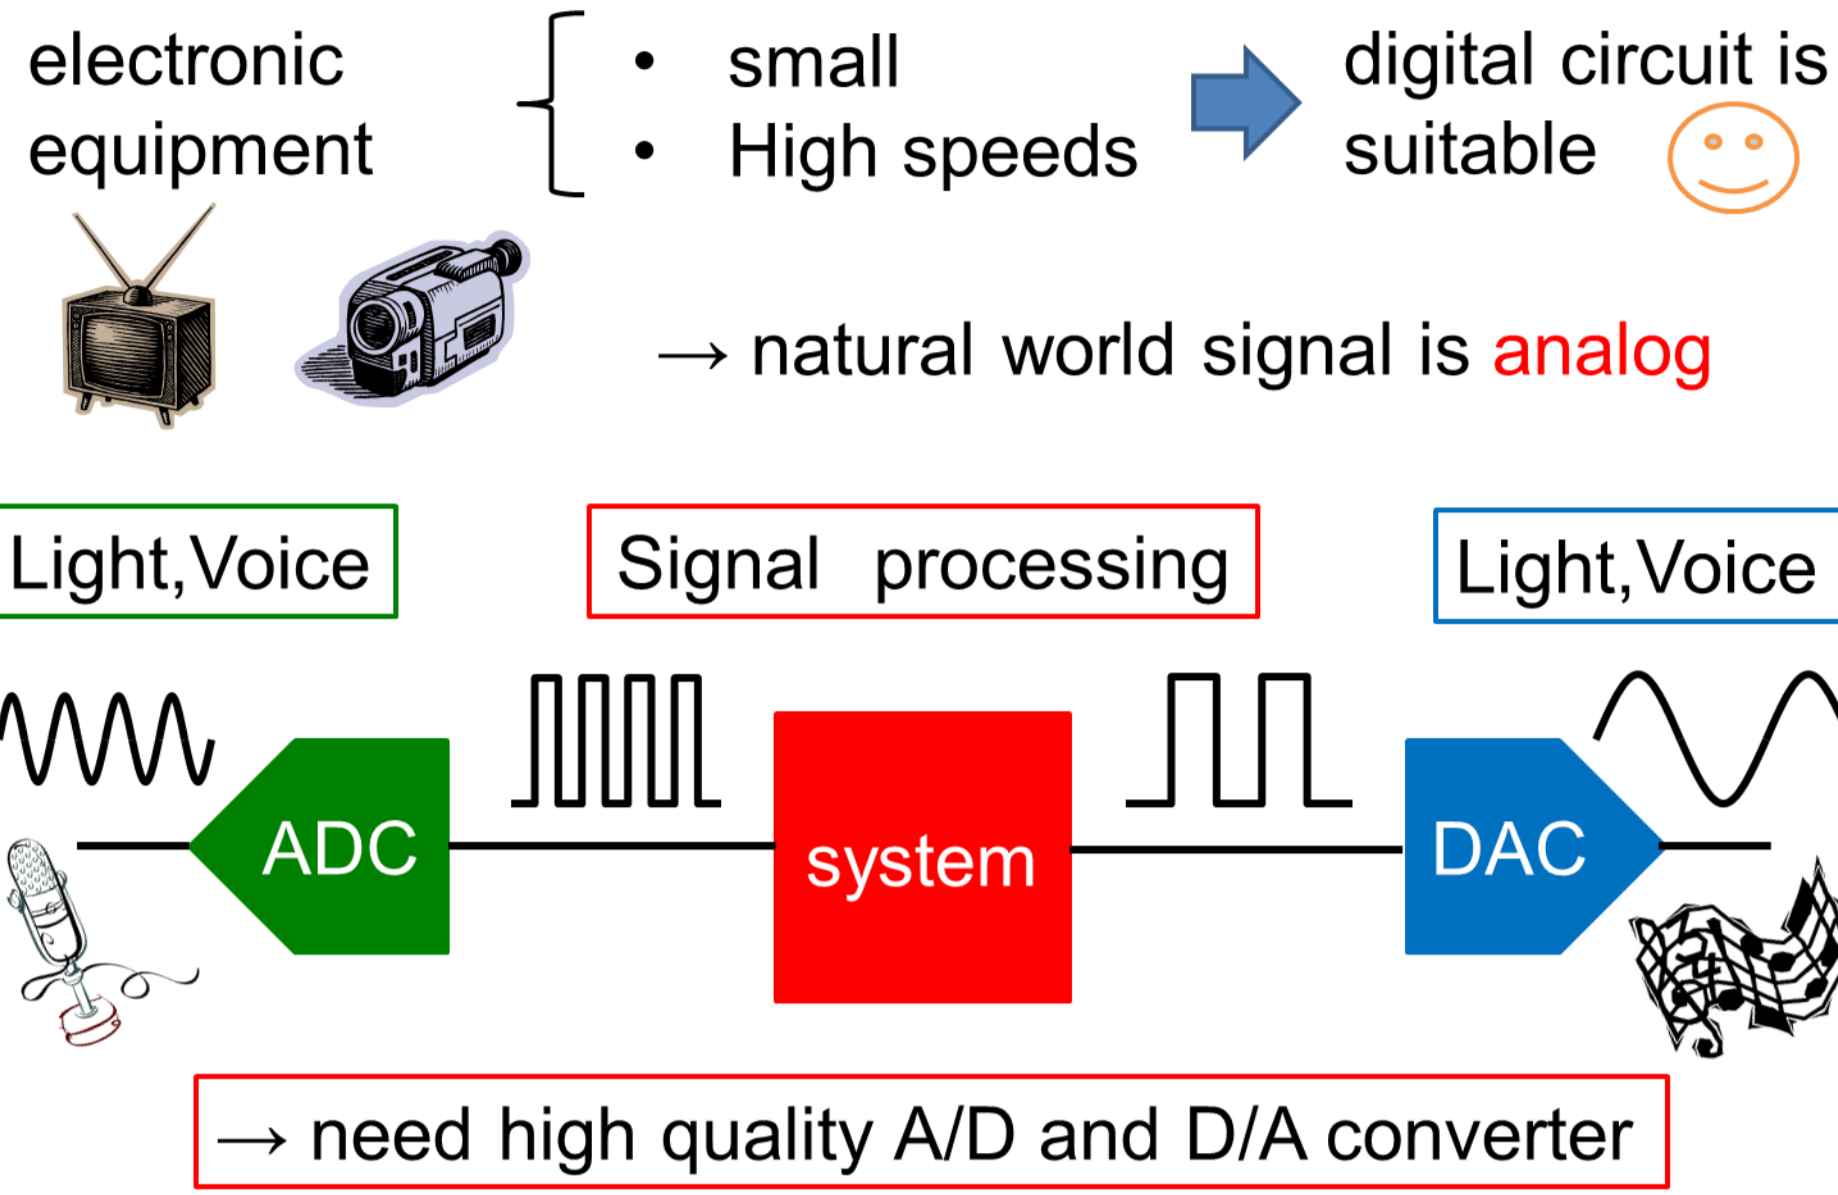 electronic
equipment
• small
• High speeds
digital circuit is
suitable
→ natural world signal is analog
Light,Voice
Signal processing
Light,Voice
ADC
system
DAC
→ need high quality A/D and D/A converter